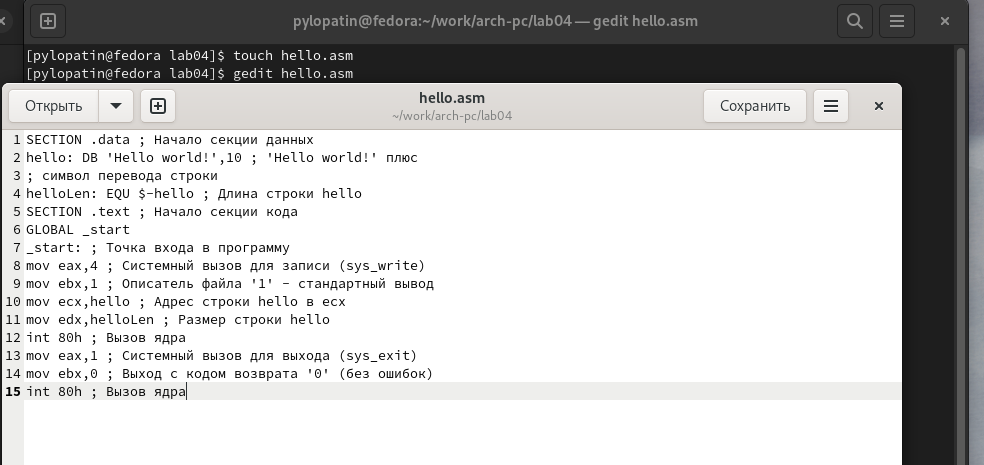 pylopatin@fedora:~/work/arch-pc/lab04 — gedit hello.asm
[pylopatin@fedora lab04]$ touch hello.asm
[pylopatin@fedora lab04]$ gedit hello.asm
Открыть
hello.asm
~/work/arch-pc/lab04
Сохранить
1 SECTION .data ; Начало секции данных
2 hello: DB 'Hello world!',10 ; 'Hello world!' плюс
3 ; символ перевода строки
4 helloLen: EQU $-hello ; Длина строки hello
5 SECTION .text ; Начало секции кода
6 GLOBAL _start
7 _start: ; Точка входа в программу
8 mov eax,4 ; Системный вызов для записи (sys_write)
9 mov ebx,1 ; Описатель файла '1' - стандартный вывод
10 mov ecx,hello ; Адрес строки hello в ecx
11 mov edx,helloLen ; Размер строки hello
12 int 80h ; Вызов ядра
13 mov eax,1 ; Системный вызов для выхода (sys_exit)
14 mov ebx,0 ; Выход с кодом возврата '0' (без ошибок)
15 int 80h ; Вызов ядра